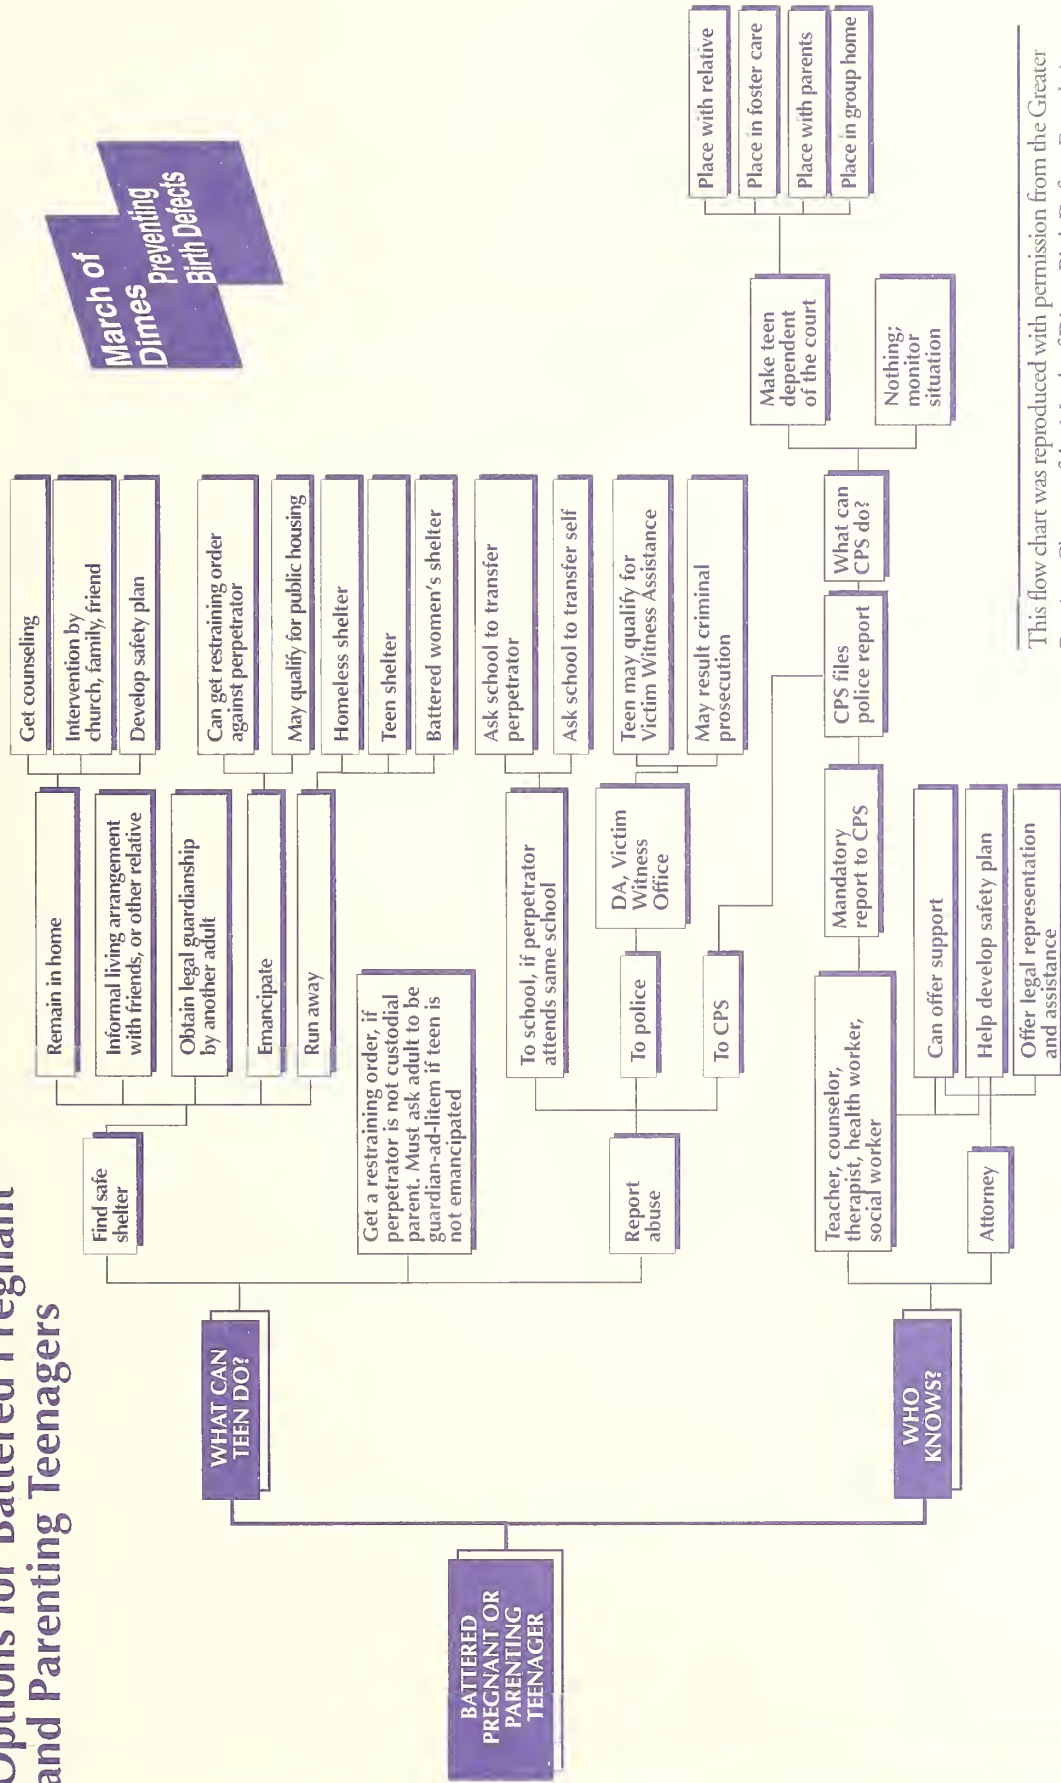 Options for Battered Pregnant
and Parenting Teenagers
March of
Dimes
Preventing
Birth Defects
BATTERED
PREGNANT OR
PARENTING
TEENAGER
WHAT CAN
TEEN DO?
Find safe
shelter
Remain in home
Get counseling
Intervention by
church, family, friend
Develop safety plan
Informal living arrangement
with friends, or other relative
Obtain legal guardianship
by another adult
Emancipate
Can get restraining order
against perpetrator
May qualify for public housing
Run away
Homeless shelter
Teen shelter
Battered women's shelter
Get a restraining order, if
perpetrator is not custodial
parent. Must ask adult to be
guardian-ad-litem if teen is
not emancipated
Report
abuse
To school, if perpetrator
attends same school
Ask school to transfer
perpetrator
Ask school to transfer self
To police
DA, Victim
Witness
Office
Teen may qualify for
Victim Witness Assistance
May result criminal
prosecution
To CPS
WHO
KNOWS?
Teacher, counselor,
therapist, health worker,
social worker
Mandatory
report to CPS
CPS files
police report
What can
CPS do?
Make teen
dependent
of the court
Place with relative
Place in foster care
Place with parents
Place in group home
Nothing;
monitor
situation
Attorney
Can offer support
Help develop safety plan
Offer legal representation
and assistance
This flow chart was reproduced with permission from the Greater